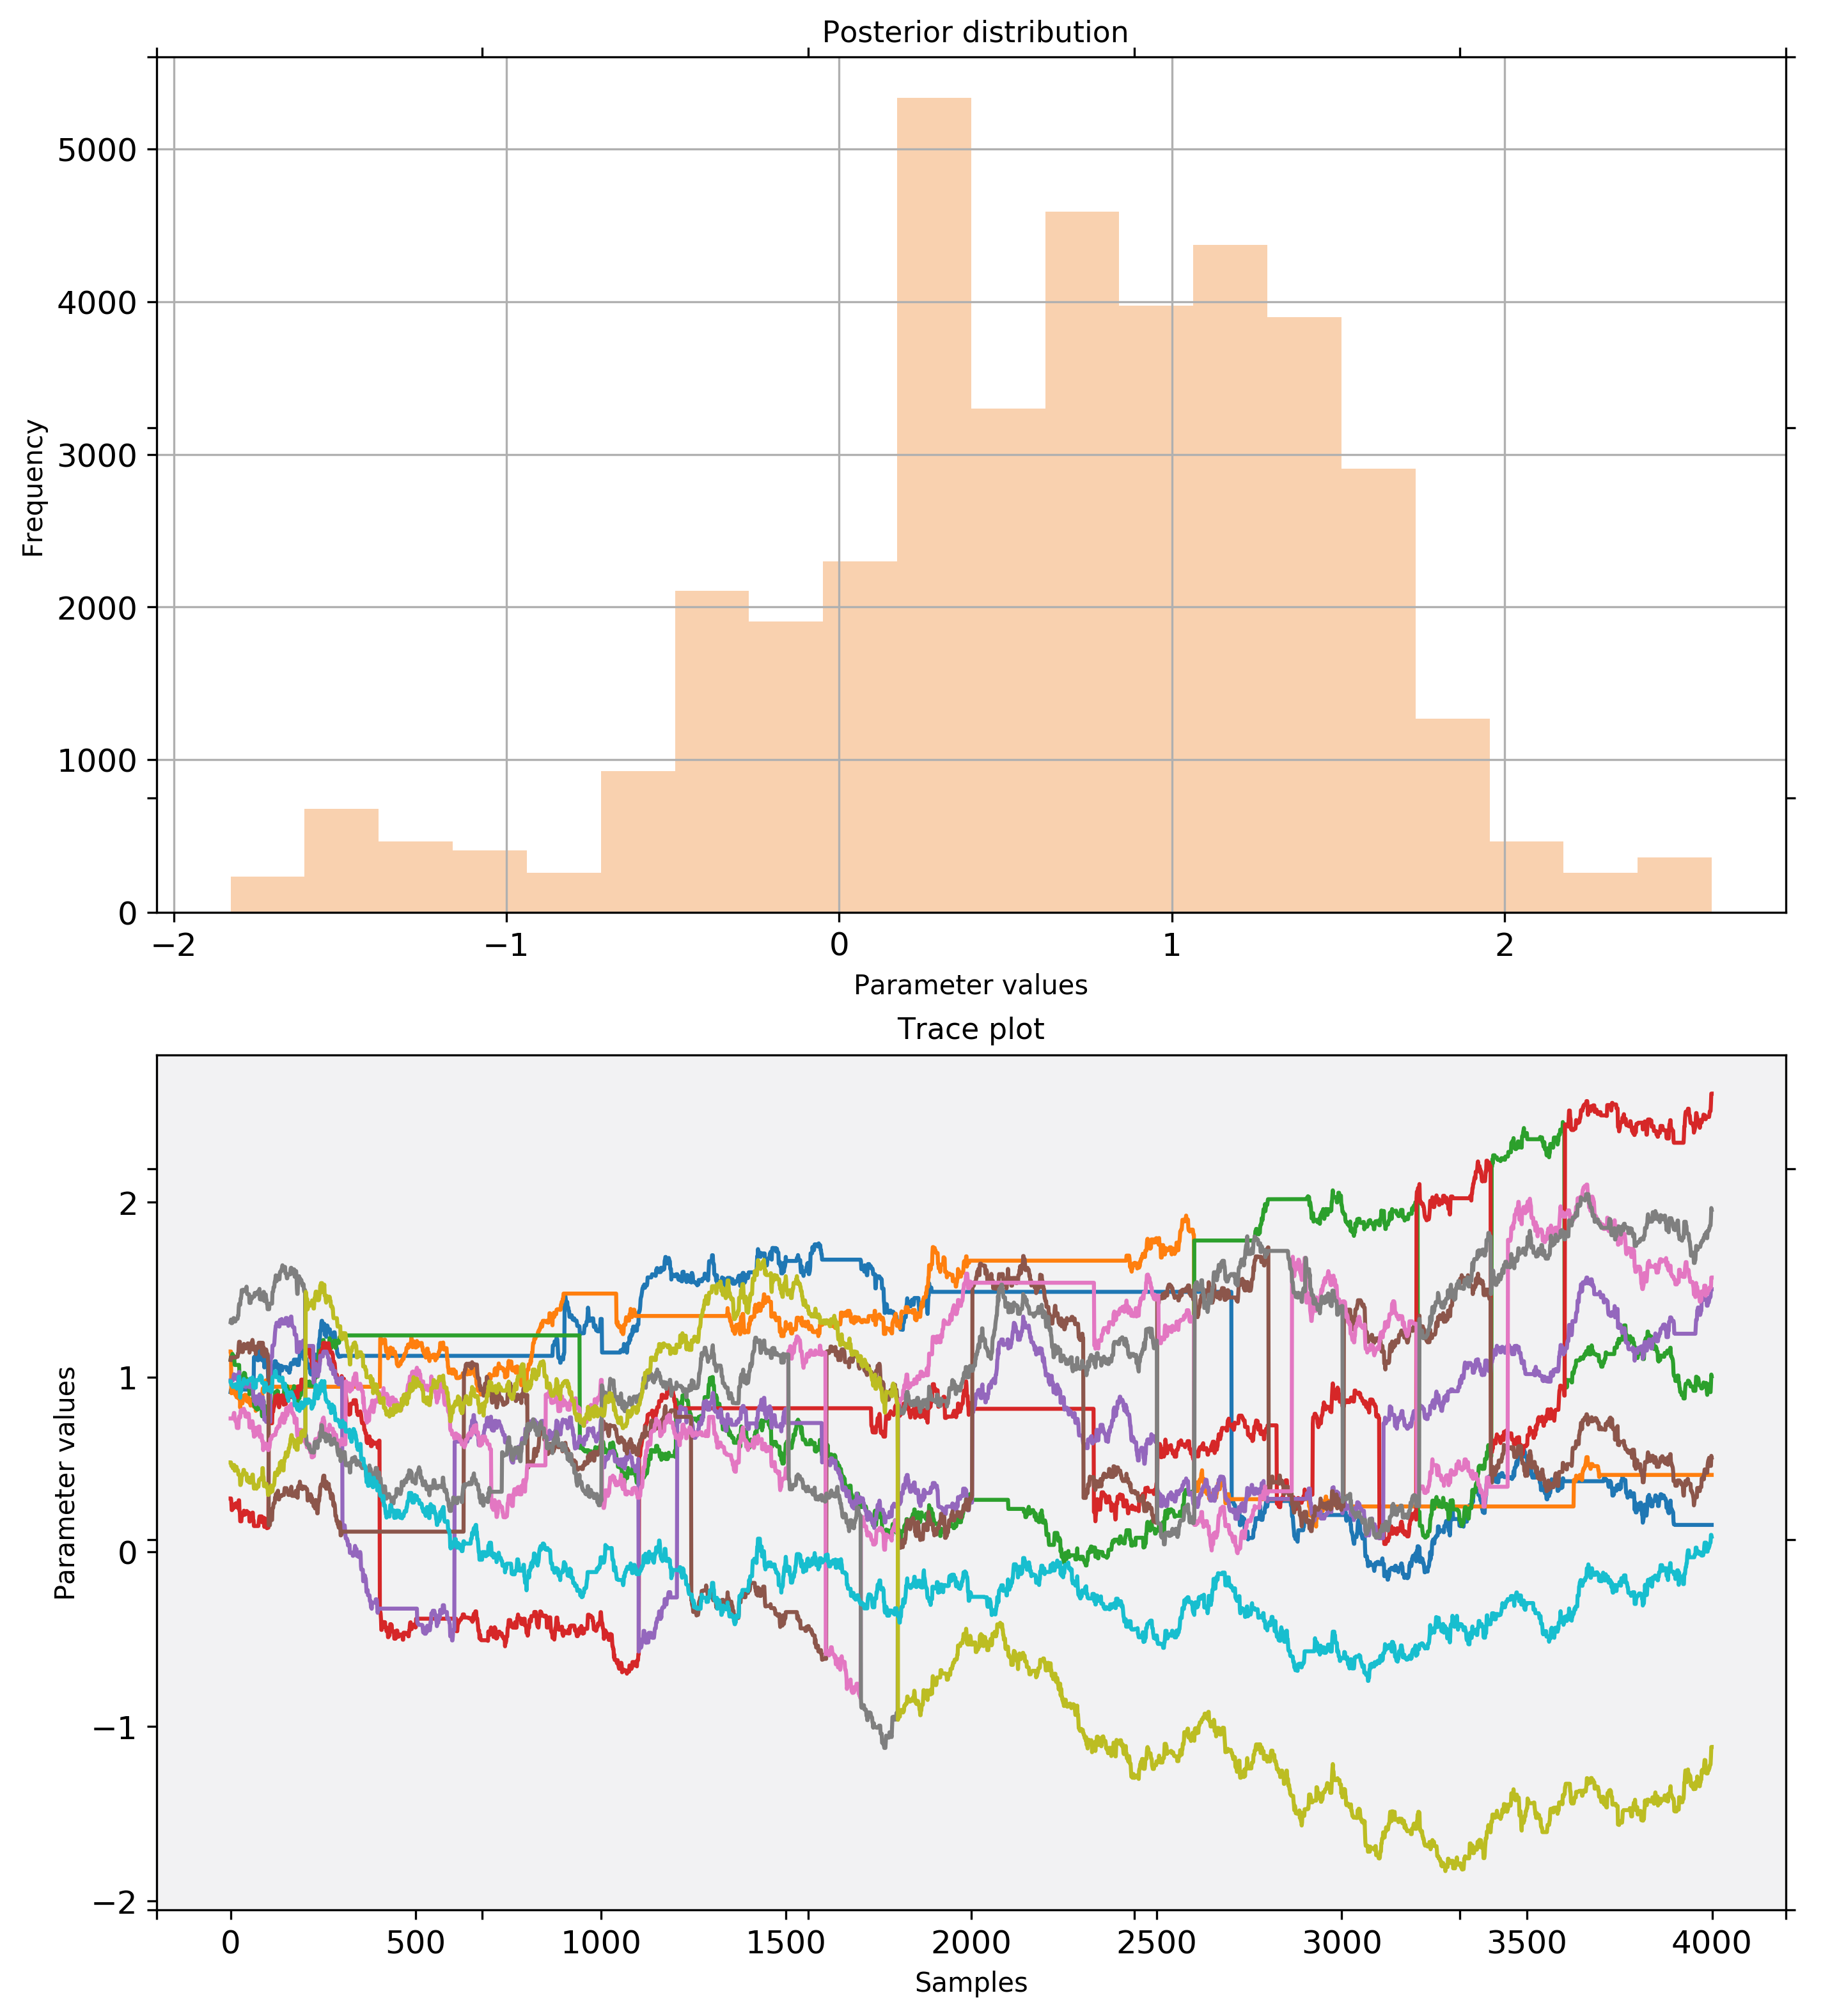 Posterior distribution
5000
4000
3000
2000
1000
0
Frequency
−2 −1 0 1 2
Parameter values
Trace plot
2
1
0
−1
−2
Parameter values
0 500 1000 1500 2000 2500 3000 3500 4000
Samples